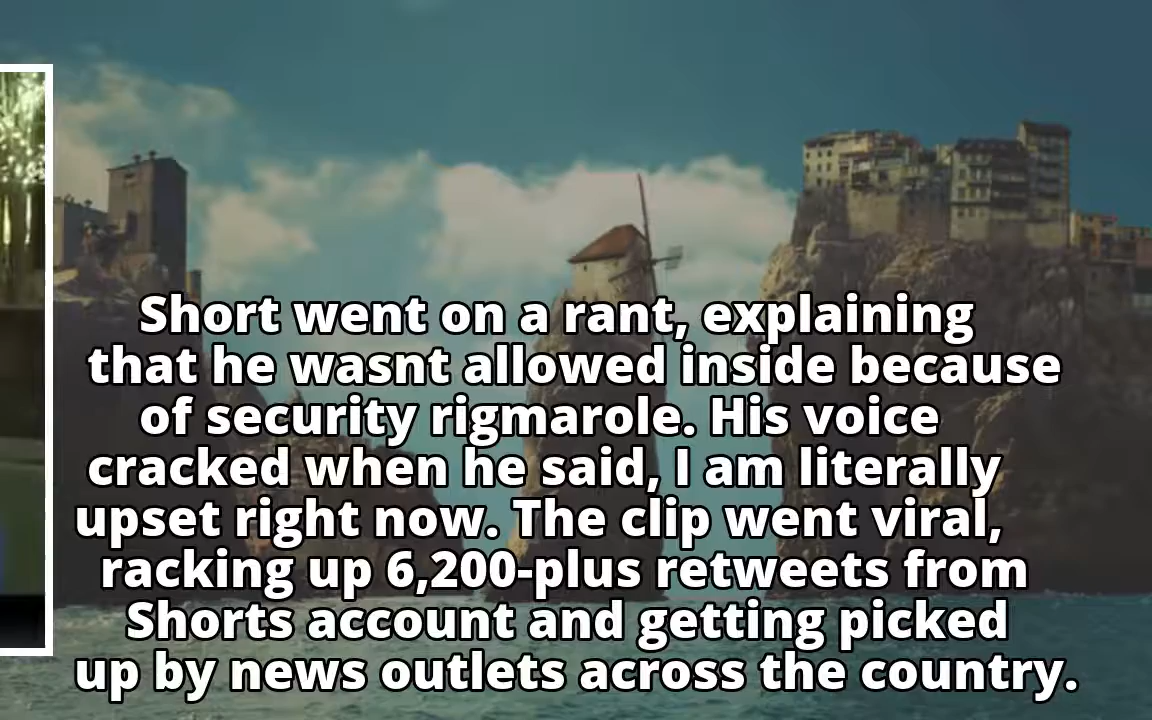 Short went on a rant, explaining
that he wasnt allowed inside because
of security rigmarole. His voice
cracked when he said, I am literally
upset right now. The clip went viral,
racking up 6,200-plus retweets from
Shorts account and getting picked
up by news outlets across the country.